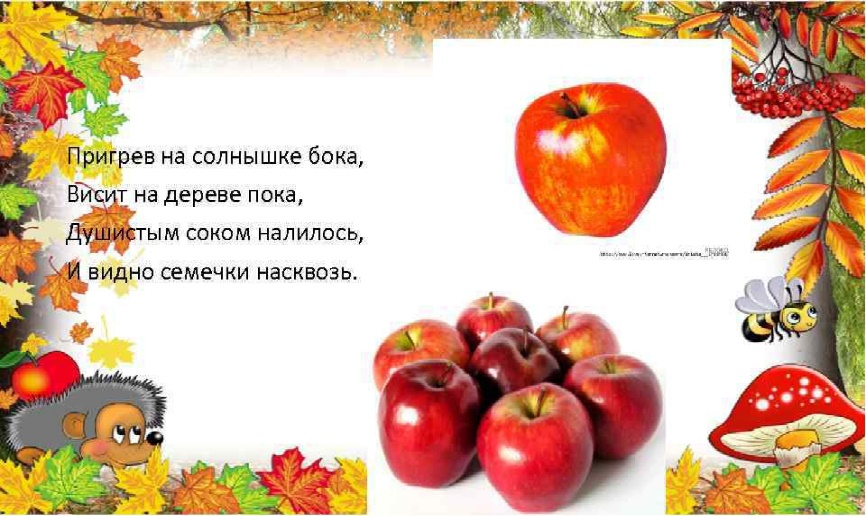 Пригрев на солнышке бока,
Висит на дереве пока,
Душистым соком налилось,
И видно семечки насквозь.